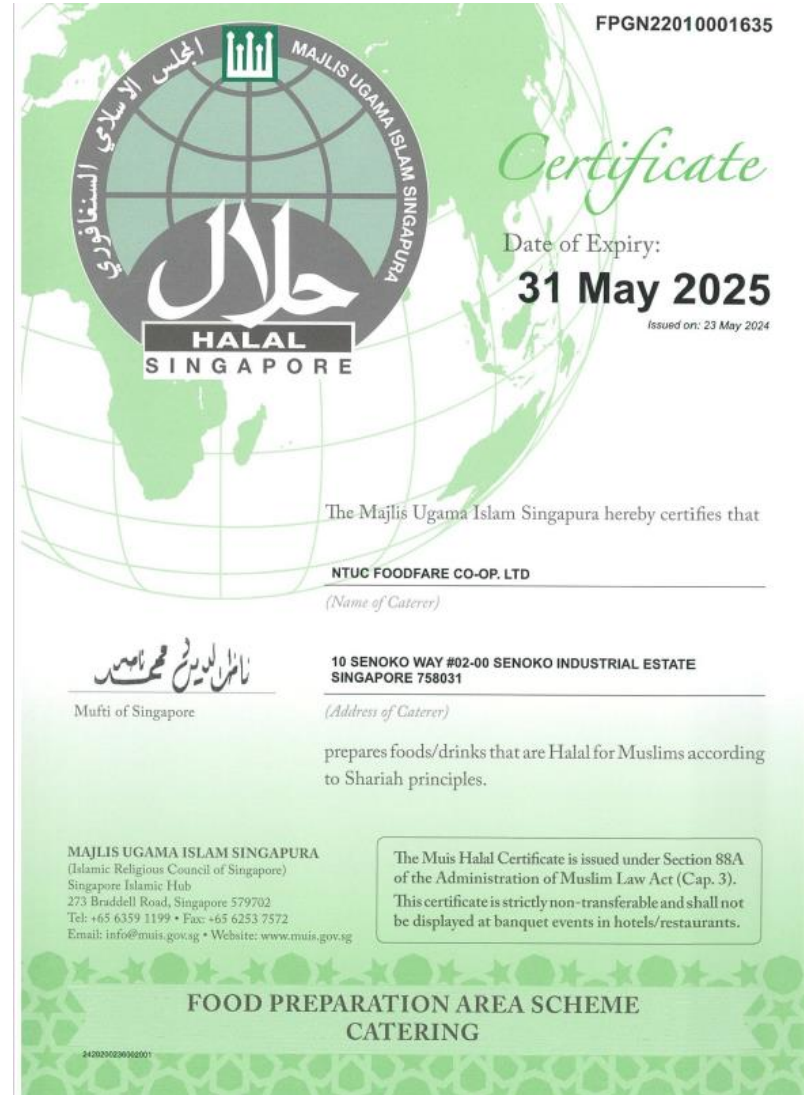 FPGN22010001635
المجلس الاسلامي السنغافوري
MAJLIS UGAMA ISLAM SINGAPURA
حلال
HALAL
SINGAPORE
Certificate
Date of Expiry:
31 May 2025
Issued on: 23 May 2024
The Majlis Ugama Islam Singapura hereby certifies that
NTUC FOODFARE CO-OP. LTD
(Name of Caterer)
10 SENOKO WAY #02-00 SENOKO INDUSTRIAL ESTATE
SINGAPORE 758031
(Address of Caterer)
Mufti of Singapore
prepares foods/drinks that are Halal for Muslims according
to Shariah principles.
MAJLIS UGAMA ISLAM SINGAPURA
(Islamic Religious Council of Singapore)
Singapore Islamic Hub
273 Braddell Road, Singapore 579702
Tel: +65 6359 1199 • Fax: +65 6253 7572
Email: info@muis.gov.sg • Website: www.muis.gov.sg
The Muis Halal Certificate is issued under Section 88A
of the Administration of Muslim Law Act (Cap. 3).
This certificate is strictly non-transferable and shall not
be displayed at banquet events in hotels/restaurants.
FOOD PREPARATION AREA SCHEME
CATERING